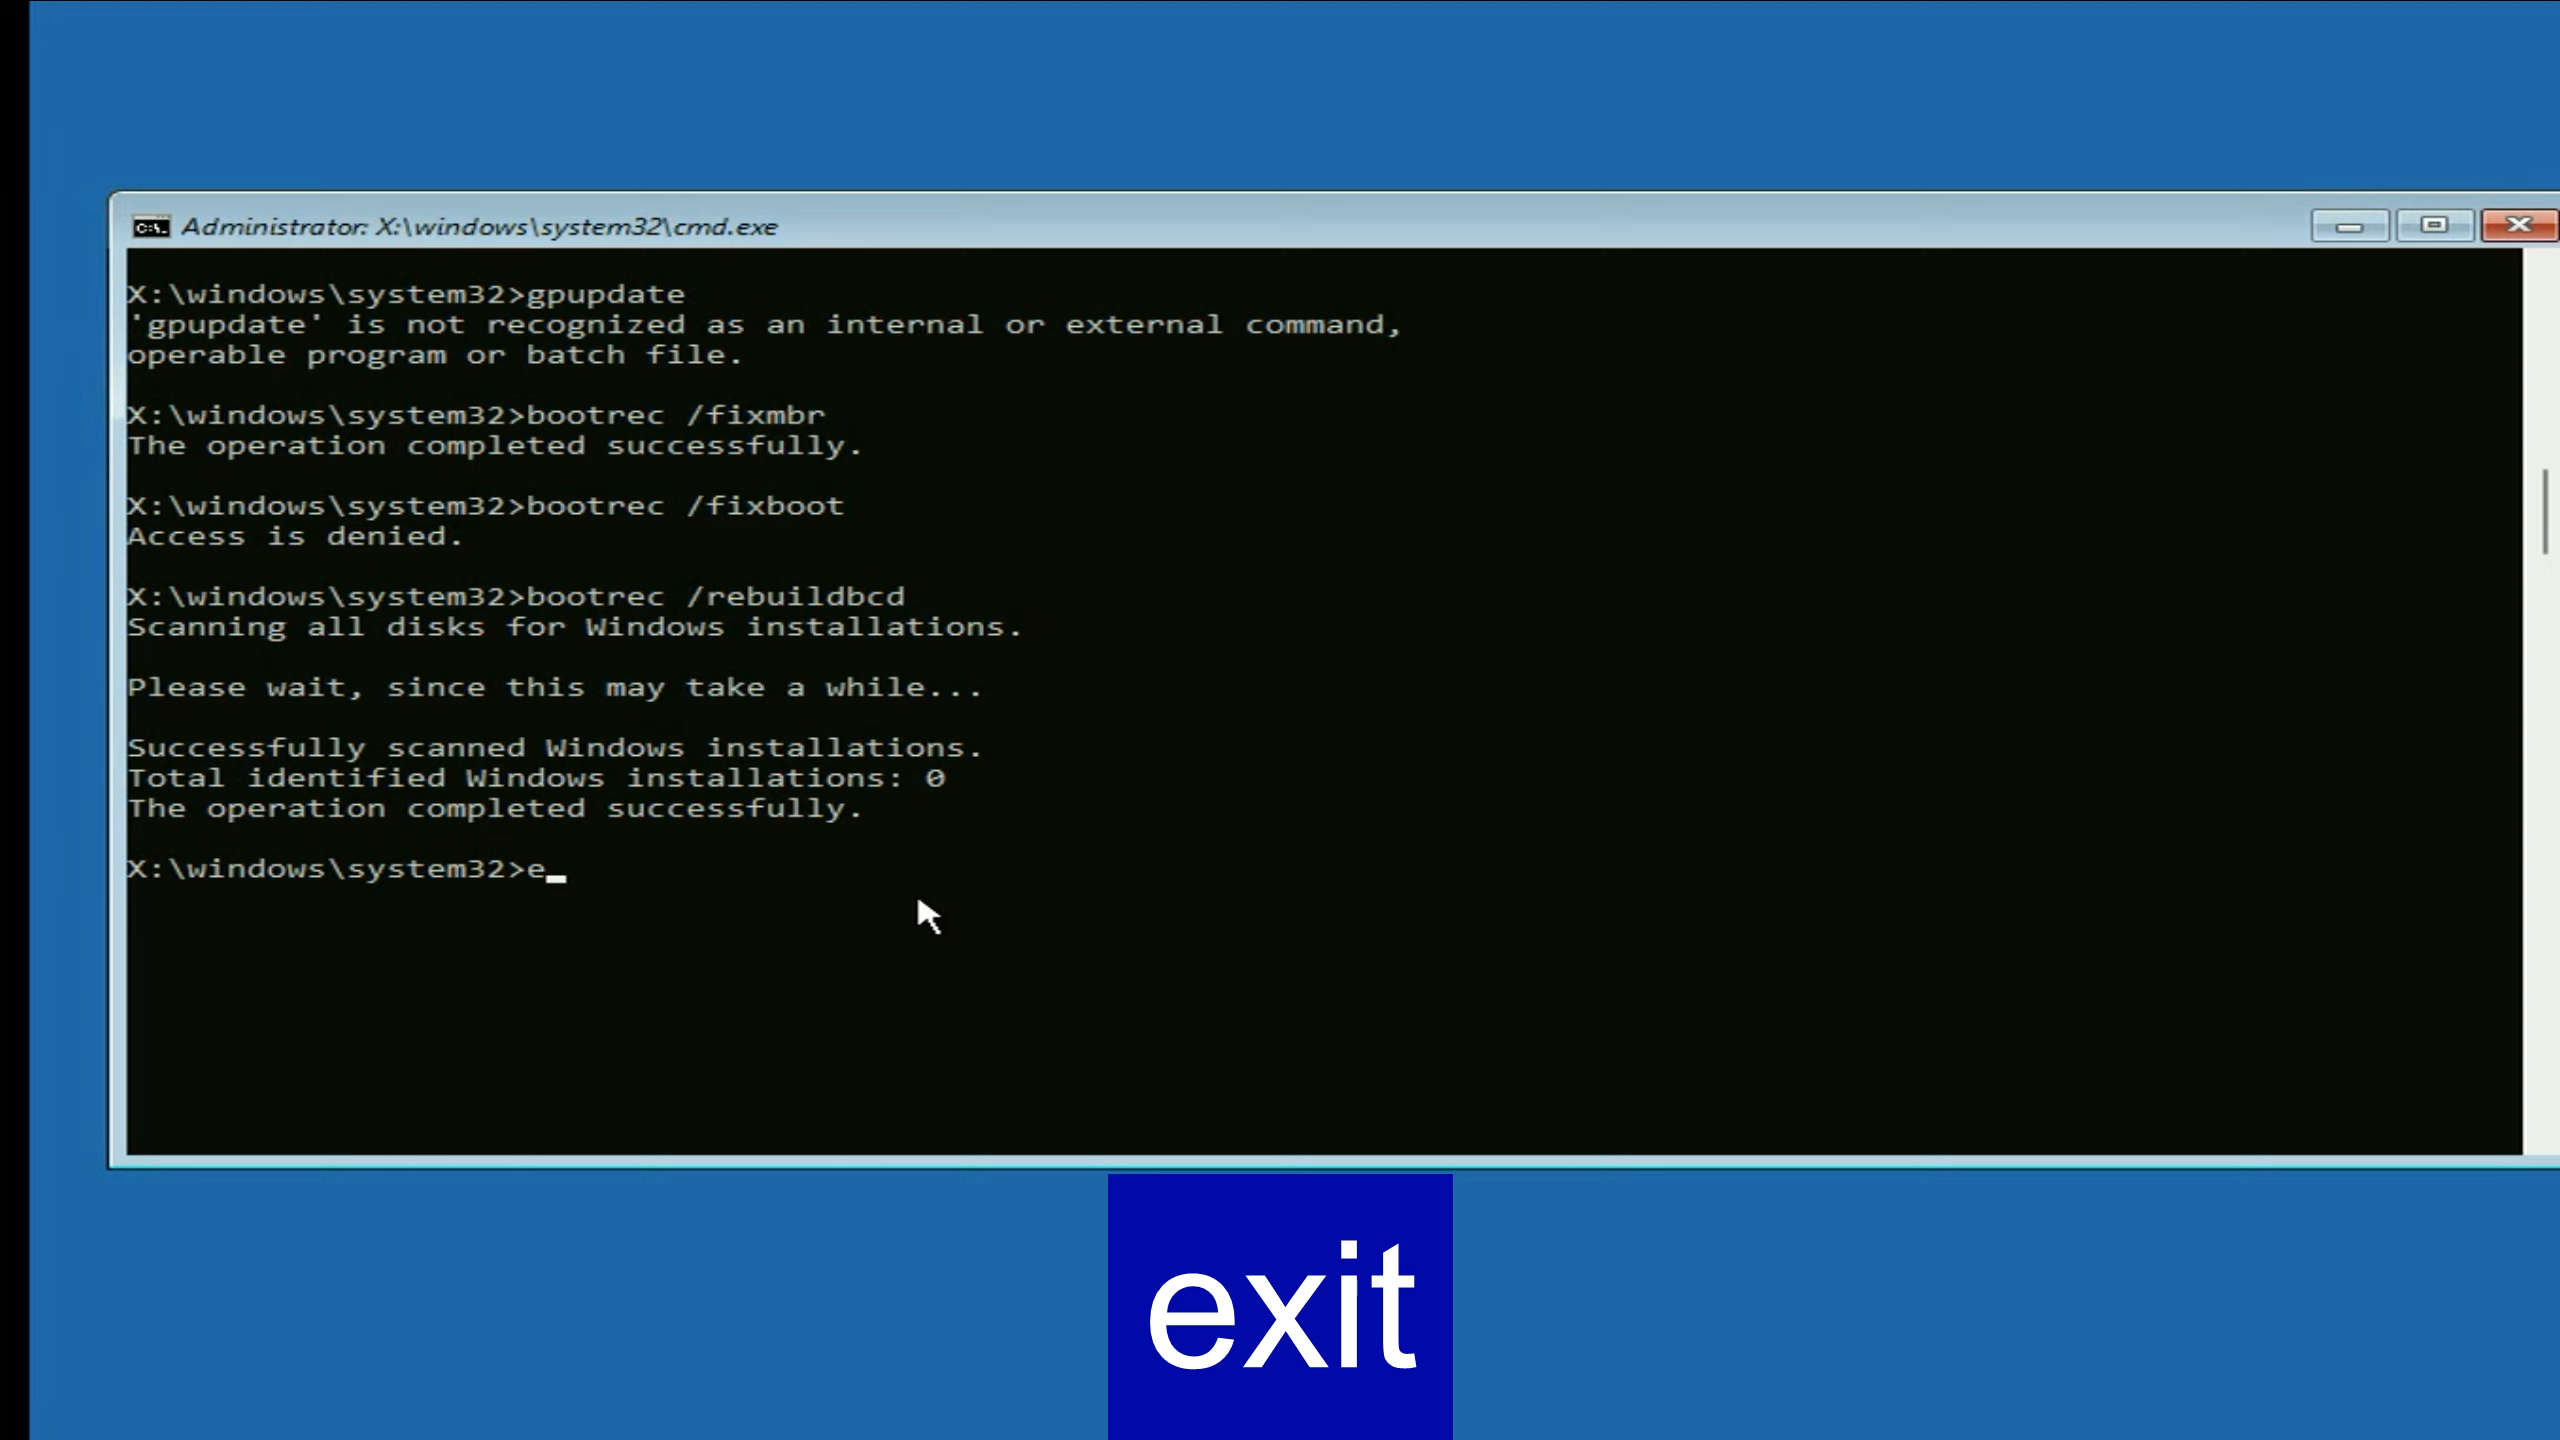 Administrator: X:\windows\system32\cmd.exe
X:\windows\system32>gpupdate
'gpupdate' is not recognized as an internal or external command,
operable program or batch file.
X:\windows\system32>bootrec /fixmbr
The operation completed successfully.
X:\windows\system32>bootrec /fixboot
Access is denied.
X:\windows\system32>bootrec /rebuildbcd
Scanning all disks for Windows installations.
Please wait, since this may take a while...
Successfully scanned Windows installations.
Total identified Windows installations: 0
The operation completed successfully.
X:\windows\system32>e_
exit